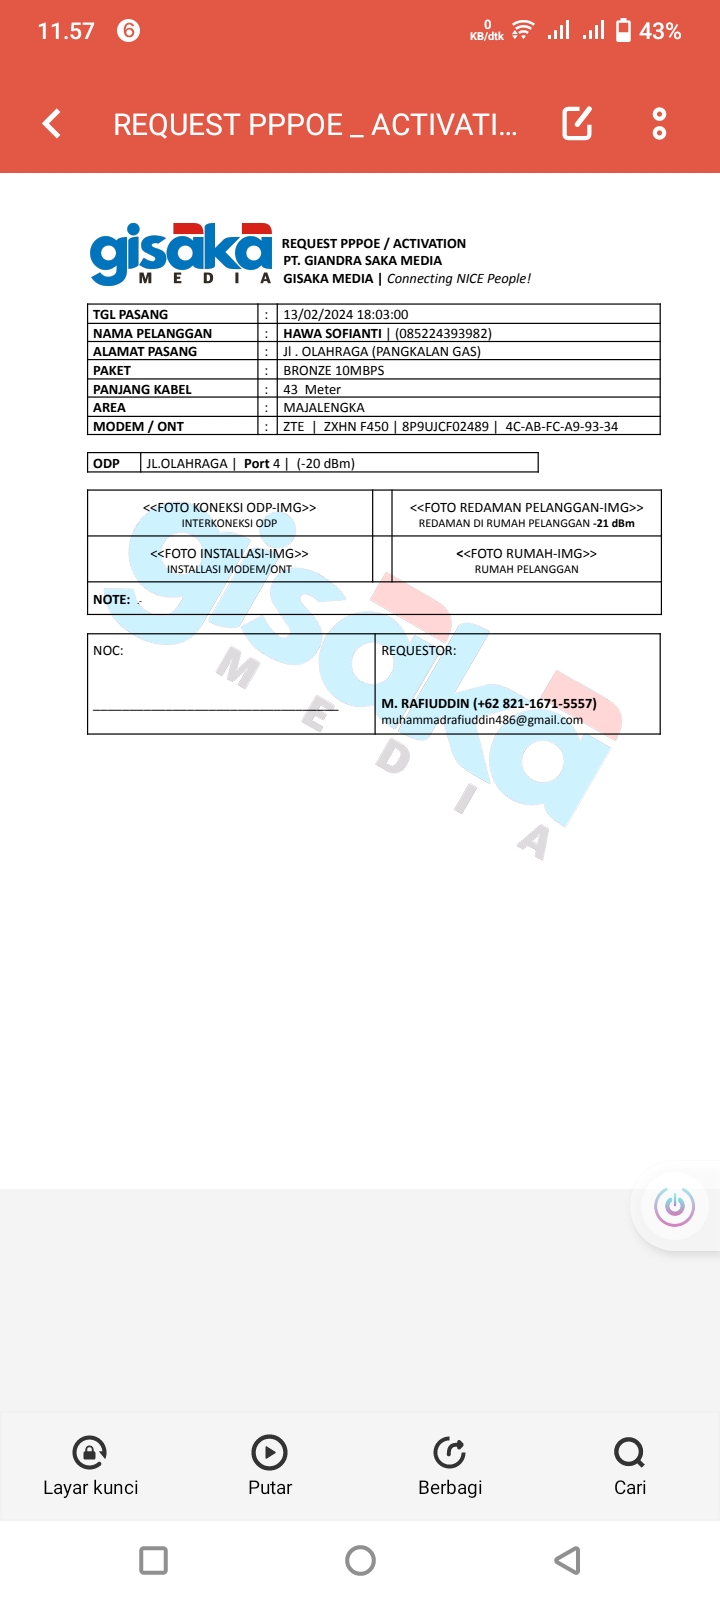 11.57 6 0 KB/dtk 43%
REQUEST PPPOE _ ACTIVATI...
gisaka MEDIA
REQUEST PPPOE / ACTIVATION
PT. GIANDRA SAKA MEDIA
GISAKA MEDIA | Connecting NICE People!
TGL PASANG : 13/02/2024 18:03:00
NAMA PELANGGAN : HAWA SOFIANTI | (085224393982)
ALAMAT PASANG : Jl . OLAHRAGA (PANGKALAN GAS)
PAKET : BRONZE 10MBPS
PANJANG KABEL : 43 Meter
AREA : MAJALENGKA
MODEM / ONT : ZTE | ZXHN F450 | 8P9UJCF02489 | 4C-AB-FC-A9-93-34
ODP JL.OLAHRAGA | Port 4 | (-20 dBm)
<<FOTO KONEKSI ODP-IMG>> <<FOTO REDAMAN PELANGGAN-IMG>>
INTERKONEKSI ODP REDAMAN DI RUMAH PELANGGAN -21 dBm
<<FOTO INSTALLASI-IMG>> <<FOTO RUMAH-IMG>>
INSTALLASI MODEM/ONT RUMAH PELANGGAN
NOTE: .-
NOC: REQUESTOR:
M. RAFIUDDIN (+62 821-1671-5557)
muhammadrafiuddin486@gmail.com
gisaka MEDIA
Layar kunci Putar Berbagi Cari